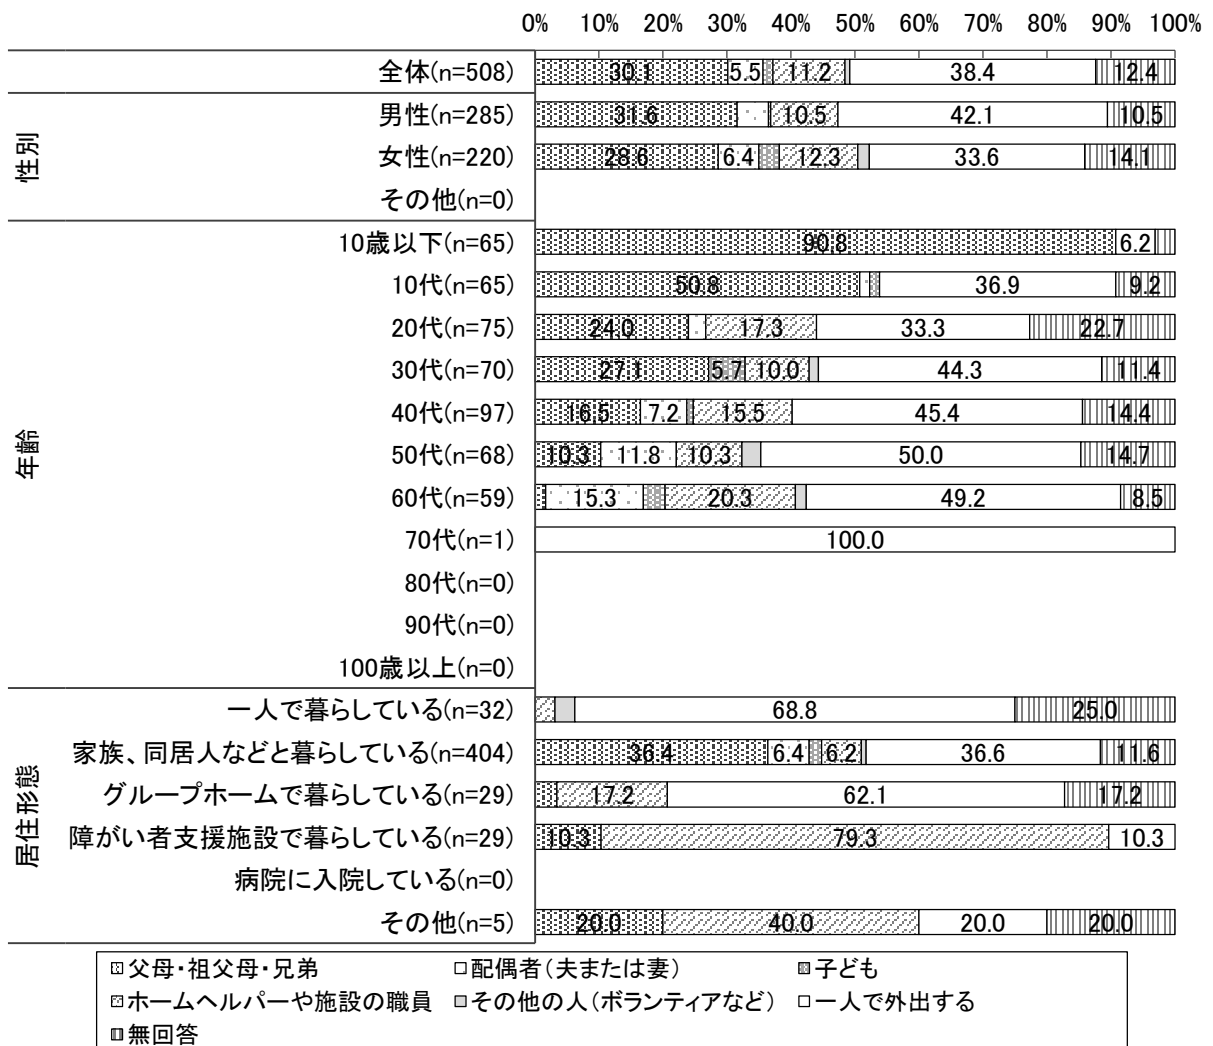 0% 10% 20% 30% 40% 50% 60% 70% 80% 90% 100%
全体(n=508) 30.1 5.5 11.2 38.4 12.4
性別
男性(n=285) 31.6 10.5 42.1 10.5
女性(n=220) 28.6 6.4 12.3 33.6 14.1
その他(n=0)
年齢
10歳以下(n=65) 90.8 6.2
10代(n=65) 50.8 36.9 9.2
20代(n=75) 24.0 17.3 33.3 22.7
30代(n=70) 27.1 5.7 10.0 44.3 11.4
40代(n=97) 16.5 7.2 15.5 45.4 14.4
50代(n=68) 10.3 11.8 10.3 50.0 14.7
60代(n=59) 15.3 20.3 49.2 8.5
70代(n=1) 100.0
80代(n=0)
90代(n=0)
100歳以上(n=0)
居住形態
一人で暮らしている(n=32) 68.8 25.0
家族、同居人などと暮らしている(n=404) 36.4 6.4 6.2 36.6 11.6
グループホームで暮らしている(n=29) 17.2 62.1 17.2
障がい者支援施設で暮らしている(n=29) 10.3 79.3 10.3
病院に入院している(n=0)
その他(n=5) 20.0 40.0 20.0 20.0
父母・祖父母・兄弟 配偶者(夫または妻) 子ども
ホームヘルパーや施設の職員 その他の人(ボランティアなど) 一人で外出する
無回答